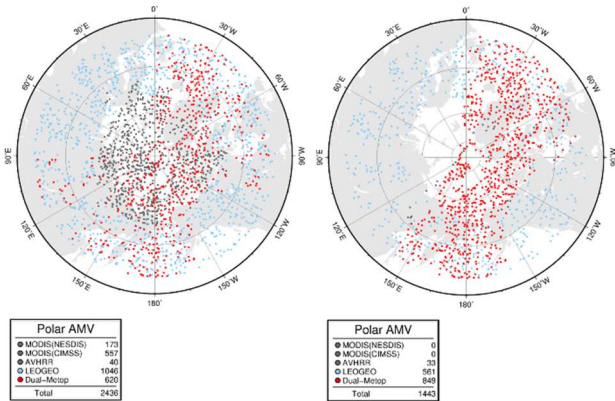 0°
30°E
30°W
60°E
60°W
90°E
90°W
120°W
150°E
150°W
180°
0°
30°E
30°W
60°E
60°W
90°E
90°W
120°E
120°W
150°E
150°W
180°
Polar AMV
MODIS(NESDIS) 173
MODIS(CIMSS) 557
AVHRR 40
LEOGEO 1046
Dual-Metop 620
Total 2436
Polar AMV
MODIS(NESDIS) 0
MODIS(CIMSS) 0
AVHRR 33
LEOGEO 561
Dual-Metop 849
Total 1443